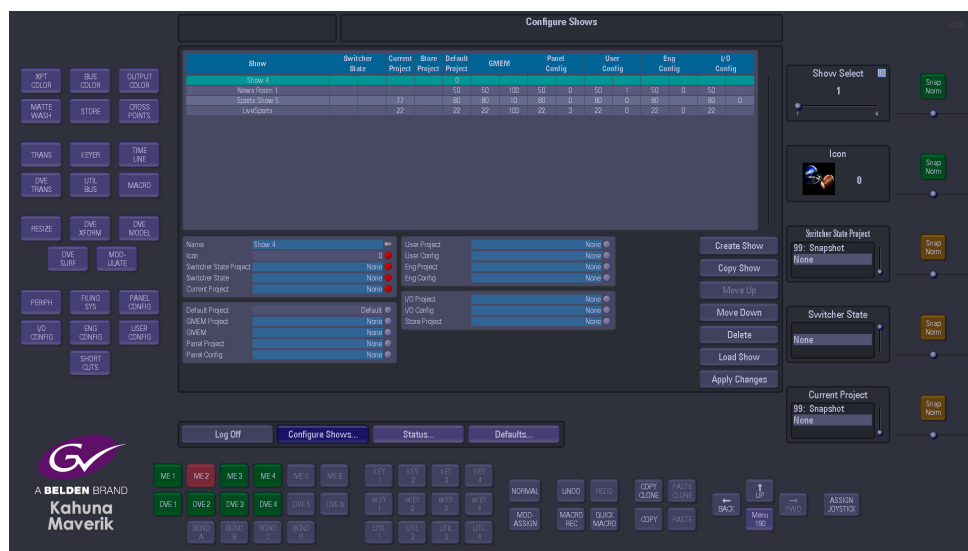 Configure Shows
HDD
XPT COLOR
BUS COLOR
OUTPUT COLOR
MATTE WASH
STORE
CROSS POINTS
TRANS
KEYER
TIME LINE
DVE TRANS
UTIL BUS
MACRO
RESIZE
DVE XFORM
DVE MODEL
DVE SURF
MOD- ULATE
PERIPH
FILING SYS
PANEL CONFIG
I/O CONFIG
ENG CONFIG
USER CONFIG
SHORT CUTS
Show Switcher State Current Project Store Project Default Project GMEM Panel Config User Config Eng Config I/O Config
Show 4 0
News Room 1 50 50 100 50 0 50 1 50 0 50
Sports Show 5 77 80 80 10 80 0 80 0 80 80 0
LiveSports 22 22 22 100 22 3 22 0 22 0 22
Name Show 4
Icon 0
Switcher State Project None
Switcher State None
Current Project None
Default Project Default
GMEM Project None
GMEM None
Panel Project None
Panel Config None
User Project None
User Config None
Eng Project None
Eng Config None
I/O Project None
I/O Config None
Store Project None
Create Show
Copy Show
Move Up
Move Down
Delete
Load Show
Apply Changes
Show Select
1
1 4
Snap Norm
Icon
0
Snap Norm
Switcher State Project
99: Snapshot
None
Snap Norm
Switcher State
None
Snap Norm
Current Project
99: Snapshot
None
Snap Norm
Log Off
Configure Shows...
Status...
Defaults...
GV
A BELDEN BRAND
Kahuna
Maverik
ME 1 ME 2 ME 3 ME 4 ME 5 ME 6
DVE 1 DVE 2 DVE 3 DVE 4 DVE 5 DVE 6
BGND A BGND B BGND C BGND D
KEY 1 KEY 2 KEY 3 KEY 4
eKEY 1 eKEY 2 eKEY 3 eKEY 4
UTIL 1 UTIL 2 UTIL 3 UTIL 4
NORMAL
MOD- ASSIGN
UNDO
REDO
MACRO REC
QUICK MACRO
COPY CLONE
PASTE CLONE
COPY
PASTE
BACK
UP
Menu 190
FWD
ASSIGN JOYSTICK